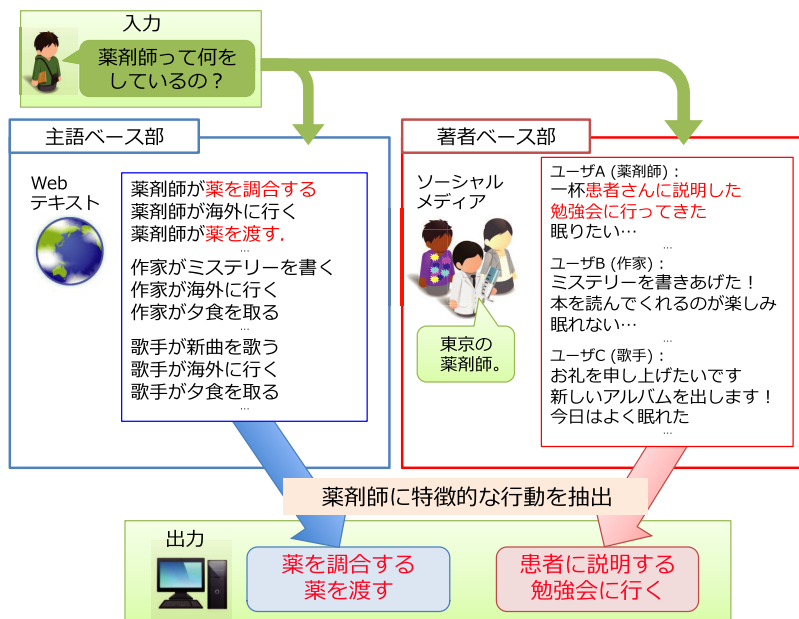 入力
薬剤師って何を
しているの？
主語ベース部
Web
テキスト
薬剤師が薬を調合する
薬剤師が海外に行く
薬剤師が薬を渡す.
…
作家がミステリーを書く
作家が海外に行く
作家が夕食を取る
…
歌手が新曲を歌う
歌手が海外に行く
歌手が夕食を取る
…
著者ベース部
ソーシャル
メディア
東京の
薬剤師。
ユーザA (薬剤師)：
一杯患者さんに説明した
勉強会に行ってきた
眠りたい…
…
ユーザB (作家)：
ミステリーを書きあげた！
本を読んでくれるのが楽しみ
眠れない…
…
ユーザC (歌手)：
お礼を申し上げたいです
新しいアルバムを出します！
今日はよく眠れた
…
薬剤師に特徴的な行動を抽出
出力
薬を調合する
薬を渡す
患者に説明する
勉強会に行く